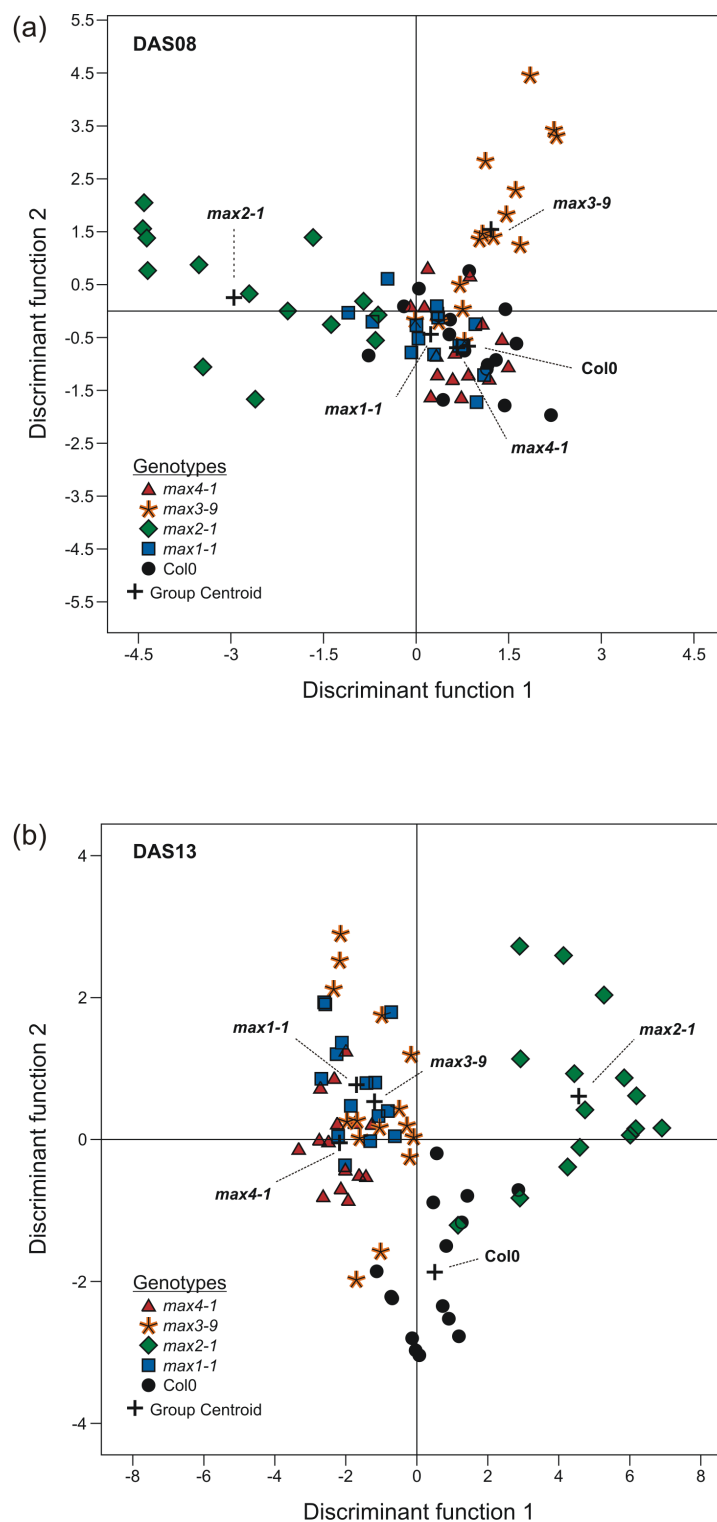 (a)
DAS08
5.5
4.5
3.5
2.5
1.5
0.5
-0.5
-1.5
-2.5
-3.5
-4.5
-5.5
Discriminant function 2
max2-1
max3-9
Col0
max1-1
max4-1
Genotypes
max4-1
max3-9
max2-1
max1-1
Col0
Group Centroid
-4.5 -3 -1.5 0 1.5 3 4.5
Discriminant function 1
(b)
DAS13
4
2
0
-2
-4
Discriminant function 2
max1-1
max3-9
max2-1
max4-1
Col0
Genotypes
max4-1
max3-9
max2-1
max1-1
Col0
Group Centroid
-8 -6 -4 -2 0 2 4 6 8
Discriminant function 1